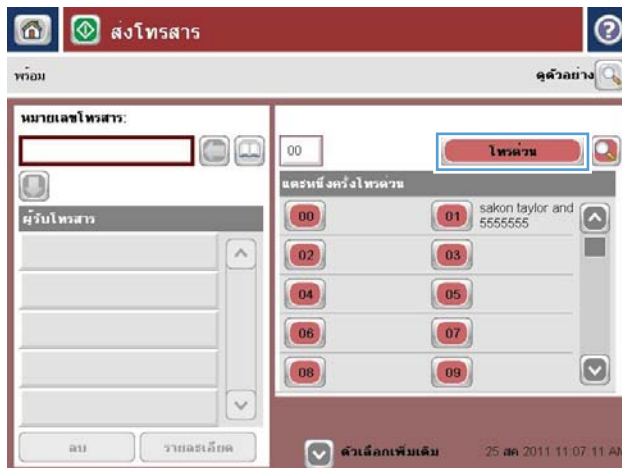 ส่งโทรสาร
พร้อม
ดูตัวอย่าง
หมายเลขโทรสาร:
00
โทรด่วน
แตะหนึ่งครั้งโทรด่วน
ผู้รับโทรสาร
00
01 sakon taylor and
5555555
02
03
04
05
06
07
08
09
ลบ
รายละเอียด
ตัวเลือกเพิ่มเติม
25 สค 2011 11:07:11 AM